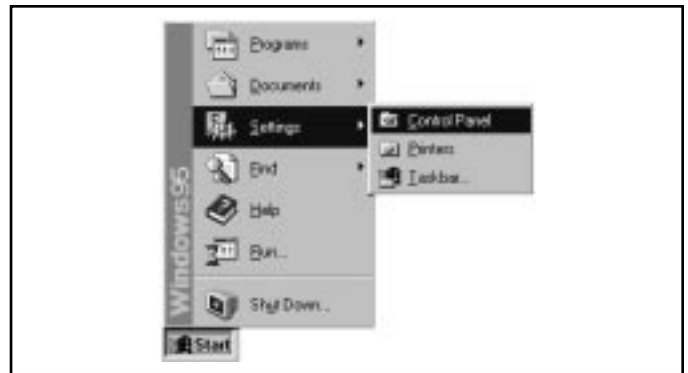 Programs
Documents
Settings
Control Panel
Printers
Taskbar...
Find
Help
Run...
Shut Down...
Windows95
Start